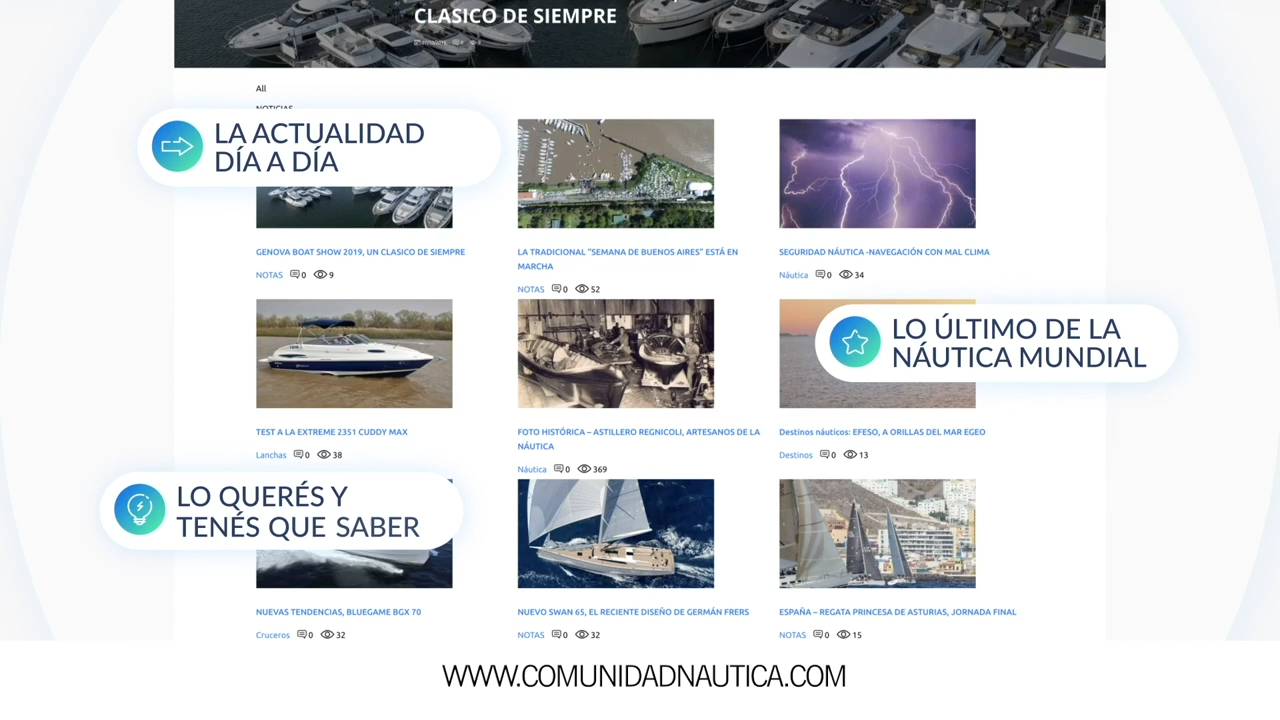 CLASICO DE SIEMPRE
All
NOTICIAS
LA ACTUALIDAD
DÍA A DÍA
GENOVA BOAT SHOW 2019, UN CLASICO DE SIEMPRE
NOTAS 0 9
LA TRADICIONAL “SEMANA DE BUENOS AIRES” ESTÁ EN
MARCHA
NOTAS 0 52
SEGURIDAD NÁUTICA -NAVEGACIÓN CON MAL CLIMA
Náutica 0 34
LO ÚLTIMO DE LA
NÁUTICA MUNDIAL
TEST A LA EXTREME 2351 CUDDY MAX
Lanchas 0 38
FOTO HISTÓRICA – ASTILLERO REGNICOLI, ARTESANOS DE LA
NÁUTICA
Náutica 0 369
Destinos náuticos: EFESO, A ORILLAS DEL MAR EGEO
Destinos 0 13
LO QUERÉS Y
TENÉS QUE SABER
NUEVAS TENDENCIAS, BLUEGAME BGX 70
Cruceros 0 32
NUEVO SWAN 65, EL RECIENTE DISEÑO DE GERMÁN FRERS
NOTAS 0 32
ESPAÑA – REGATA PRINCESA DE ASTURIAS, JORNADA FINAL
NOTAS 0 15
WWW.COMUNIDADNAUTICA.COM